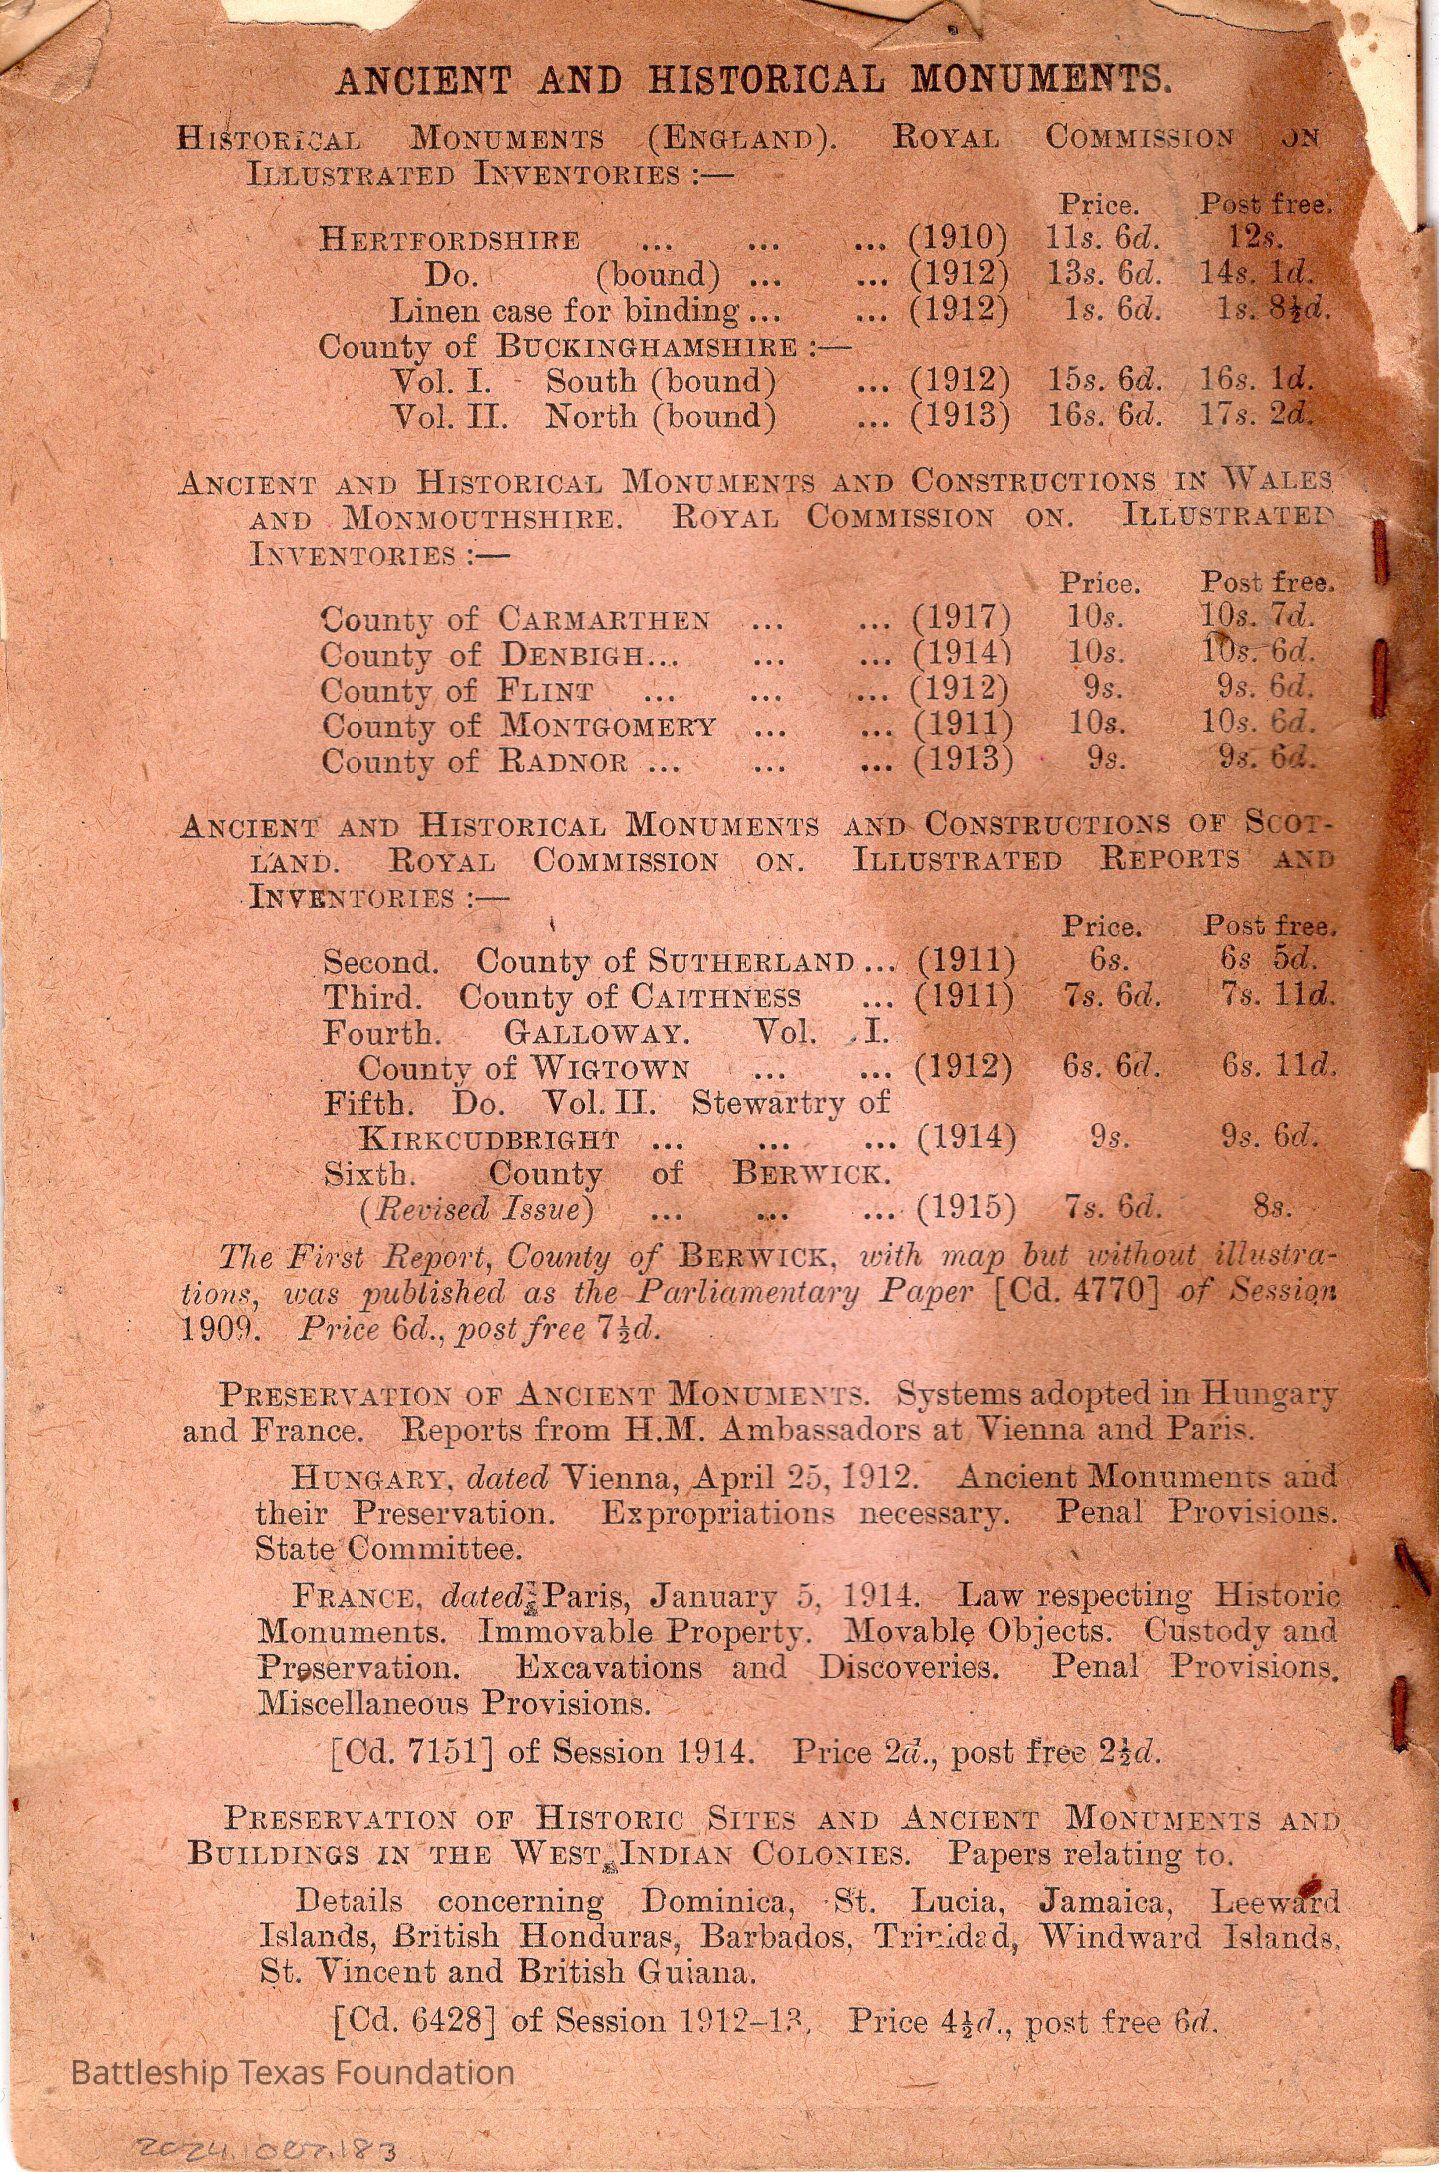 ANCIENT AND HISTORICAL MONUMENTS.
HISTORICAL MONUMENTS (ENGLAND). ROYAL COMMISSION ON
ILLUSTRATED INVENTORIES :—
Price. Post free.
HERTFORDSHIRE ... ... ... (1910) 11s. 6d. 12s.
Do. (bound) ... ... (1912) 13s. 6d. 14s. 1d.
Linen case for binding ... ... (1912) 1s. 6d. 1s. 8½d.
County of BUCKINGHAMSHIRE :—
Vol. I. South (bound) ... (1912) 15s. 6d. 16s. 1d.
Vol. II. North (bound) ... (1913) 16s. 6d. 17s. 2d.
ANCIENT AND HISTORICAL MONUMENTS AND CONSTRUCTIONS IN WALES
AND MONMOUTHSHIRE. ROYAL COMMISSION ON. ILLUSTRATED
INVENTORIES :—
Price. Post free.
County of CARMARTHEN ... ... (1917) 10s. 10s. 7d.
County of DENBIGH... ... ... (1914) 10s. 10s. 6d.
County of FLINT ... ... ... (1912) 9s. 9s. 6d.
County of MONTGOMERY ... ... (1911) 10s. 10s. 6d.
County of RADNOR ... ... ... (1913) 9s. 9s. 6d.
ANCIENT AND HISTORICAL MONUMENTS AND CONSTRUCTIONS OF SCOT-
LAND. ROYAL COMMISSION ON. ILLUSTRATED REPORTS AND
INVENTORIES :—
Price. Post free.
Second. County of SUTHERLAND ... (1911) 6s. 6s 5d.
Third. County of CAITHNESS ... (1911) 7s. 6d. 7s. 11d.
Fourth. GALLOWAY. Vol. I.
County of WIGTOWN ... ... (1912) 6s. 6d. 6s. 11d.
Fifth. Do. Vol. II. Stewartry of
KIRKCUDBRIGHT ... ... ... (1914) 9s. 9s. 6d.
Sixth. County of BERWICK.
(Revised Issue) ... ... ... (1915) 7s. 6d. 8s.
The First Report, County of BERWICK, with map but without illustra-
tions, was published as the Parliamentary Paper [Cd. 4770] of Session
1909. Price 6d., post free 7½d.
PRESERVATION OF ANCIENT MONUMENTS. Systems adopted in Hungary
and France. Reports from H.M. Ambassadors at Vienna and Paris.
HUNGARY, dated Vienna, April 25, 1912. Ancient Monuments and
their Preservation. Expropriations necessary. Penal Provisions.
State Committee.
FRANCE, dated Paris, January 5, 1914. Law respecting Historic
Monuments. Immovable Property. Movable Objects. Custody and
Preservation. Excavations and Discoveries. Penal Provisions.
Miscellaneous Provisions.
[Cd. 7151] of Session 1914. Price 2d., post free 2½d.
PRESERVATION OF HISTORIC SITES AND ANCIENT MONUMENTS AND
BUILDINGS IN THE WEST INDIAN COLONIES. Papers relating to.
Details concerning Dominica, St. Lucia, Jamaica, Leeward
Islands, British Honduras, Barbados, Trinidad, Windward Islands,
St. Vincent and British Guiana.
[Cd. 6428] of Session 1912–13. Price 4½d., post free 6d.
Battleship Texas Foundation
2024.007.183